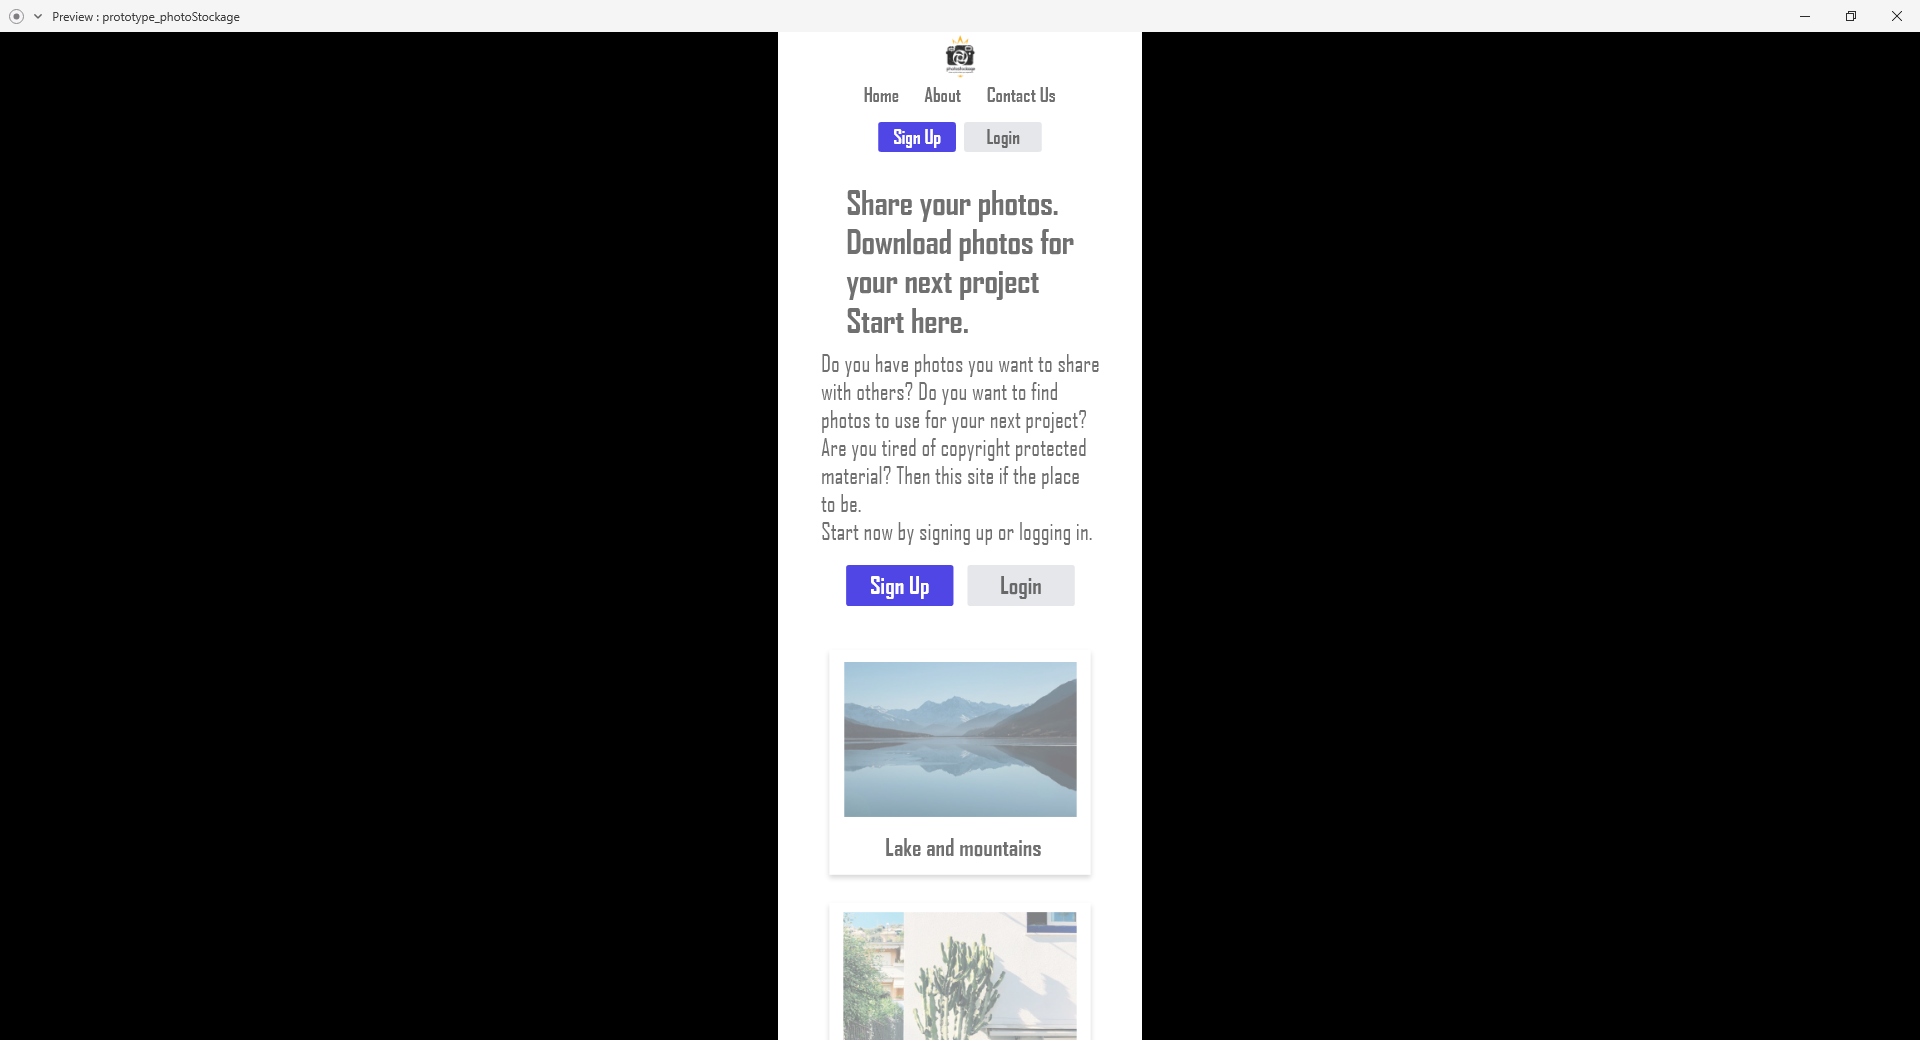 Preview : prototype_photoStockage
photostockage
Home About Contact Us
Sign Up Login
Share your photos.
Download photos for
your next project
Start here.
Do you have photos you want to share
with others? Do you want to find
photos to use for your next project?
Are you tired of copyright protected
material? Then this site if the place
to be.
Start now by signing up or logging in.
Sign Up Login
Lake and mountains